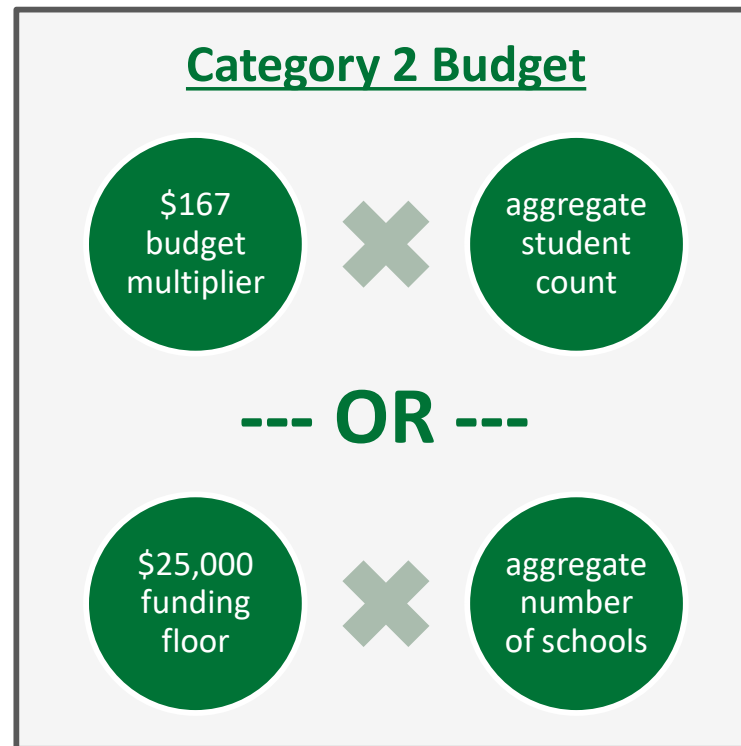 Category 2 Budget
$167
budget
multiplier
aggregate
student
count
--- OR ---
$25,000
funding
floor
aggregate
number
of schools